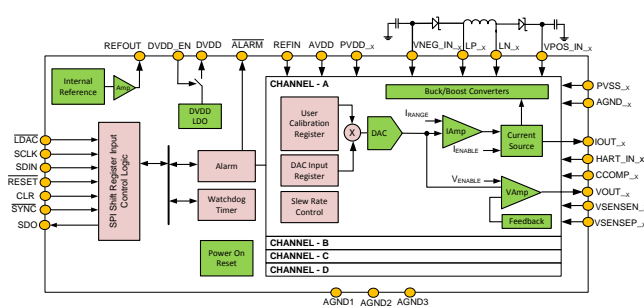 REFOUT DVDD_EN DVDD ALARM REFIN AVDD PVDD_x VNEG_IN_x LP_x LN_x VPOS_IN_x
Internal
Reference
Amp
DVDD
LDO
CHANNEL - A
Buck/Boost Converters
PVSS_x
AGND_x
User
Calibration
Register
X
DAC
IRANGE
IAmp
IENABLE
Current
Source
IOUT_x
HART_IN_x
CCOMP_x
VOUT_x
VSENSEN_x
VSENSEP_x
LDAC
SCLK
SDIN
RESET
CLR
SYNC
SDO
SPI Shift Register Input
Control Logic
Alarm
Watchdog
Timer
DAC Input
Register
Slew Rate
Control
VENABLE
VAmp
Feedback
Power On
Reset
CHANNEL - B
CHANNEL - C
CHANNEL - D
AGND1 AGND2 AGND3